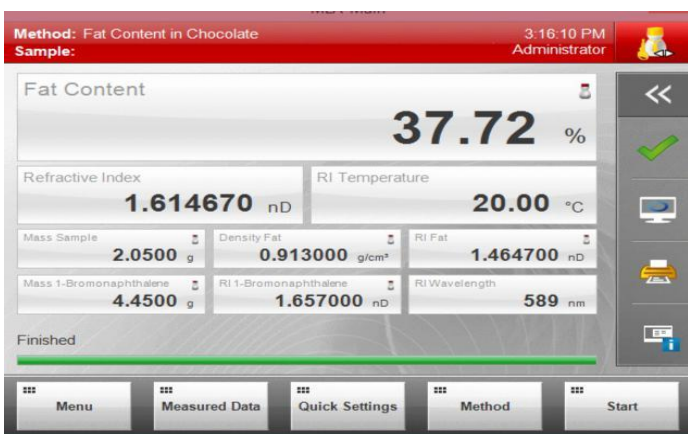 Method: Fat Content in Chocolate 3:16:10 PM
Sample: Administrator
Fat Content
37.72 %
Refractive Index RI Temperature
1.614670 nD 20.00 °C
Mass Sample Density Fat RI Fat
2.0500 g 0.913000 g/cm³ 1.464700 nD
Mass 1-Bromonaphthalene RI 1-Bromonaphthalene RI Wavelength
4.4500 g 1.657000 nD 589 nm
Finished
Menu Measured Data Quick Settings Method Start